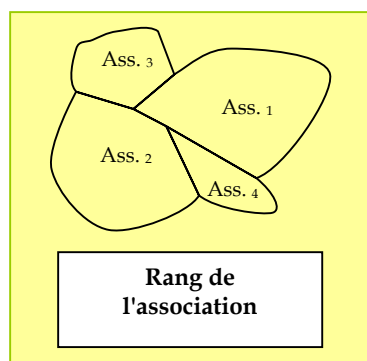 Ass. 3
Ass. 1
Ass. 2
Ass. 4
Rang de
l'association